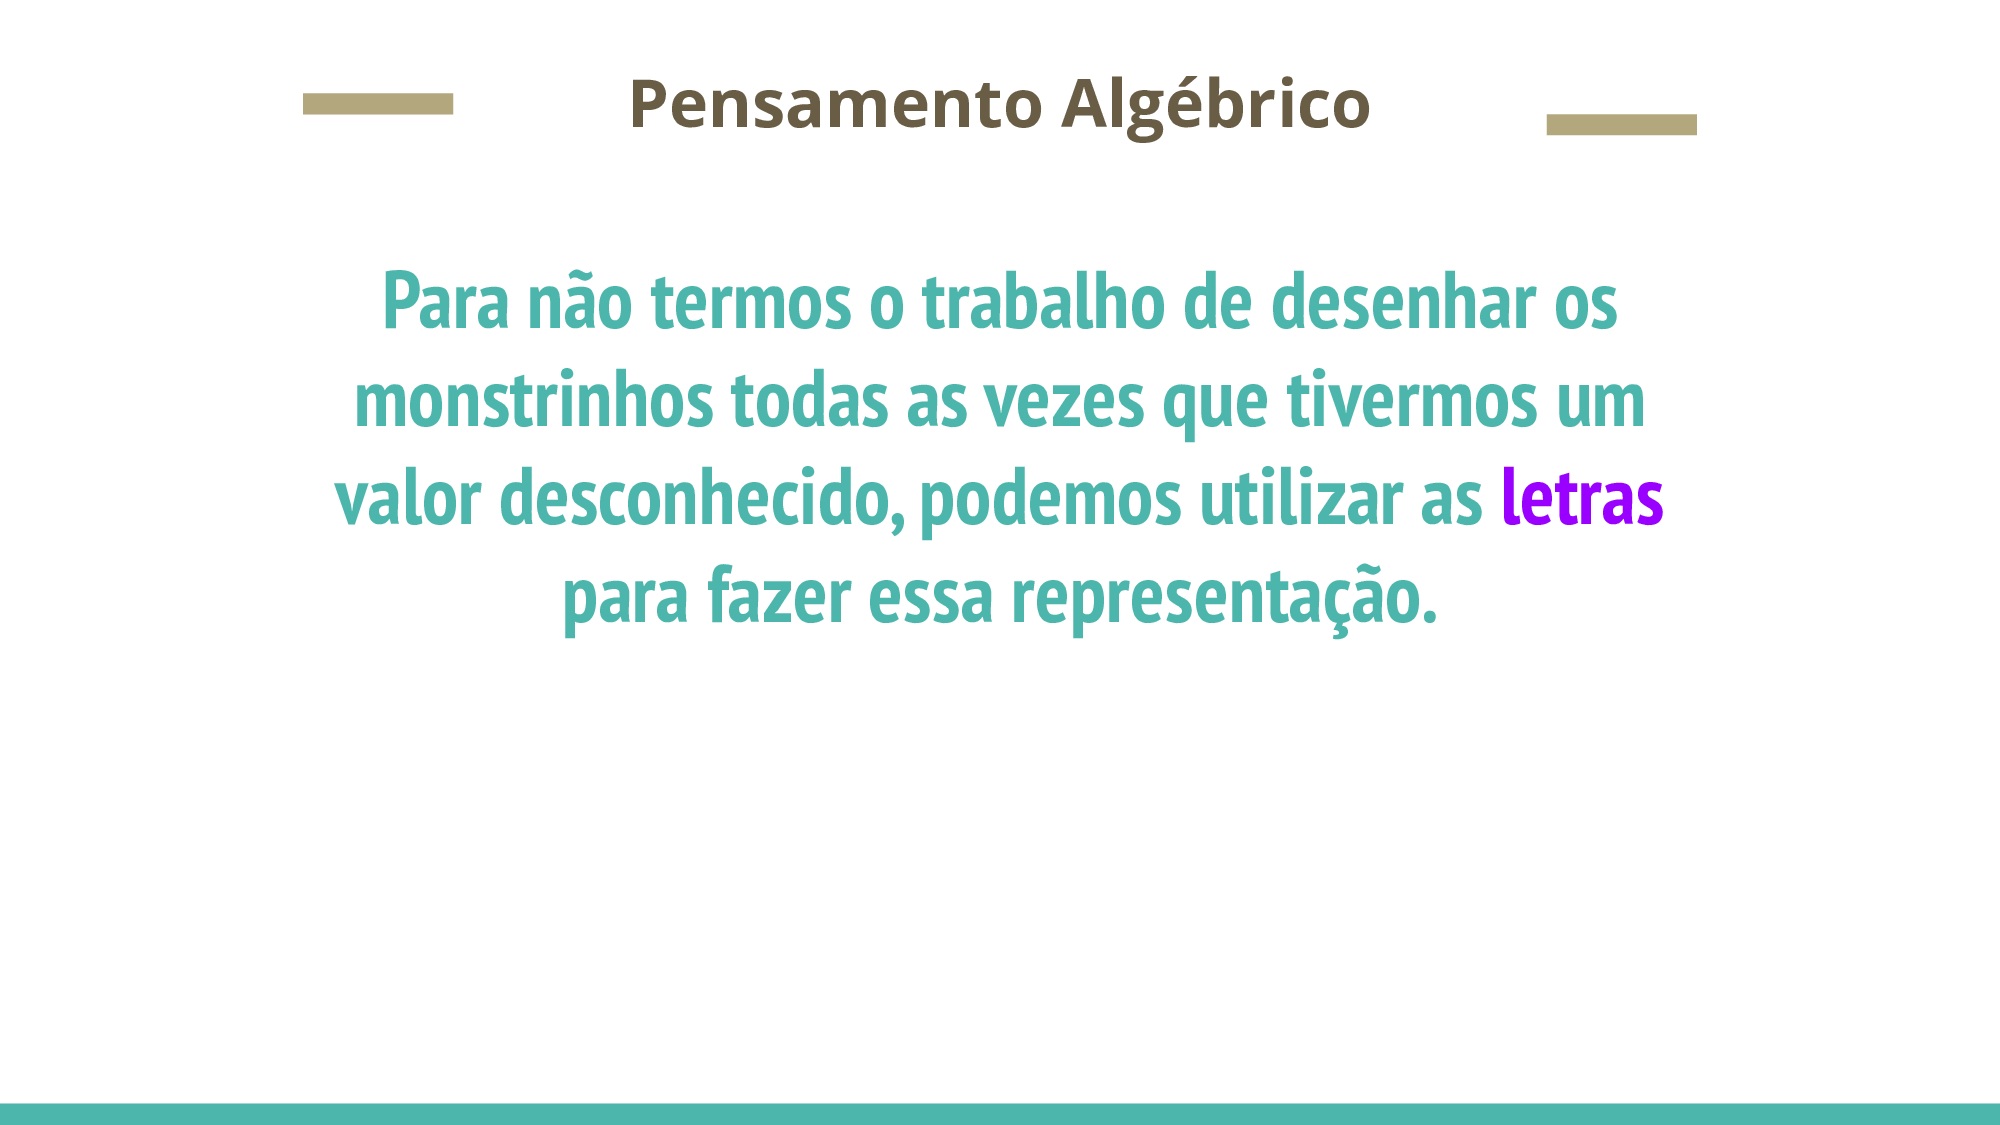 Pensamento Algébrico
Para não termos o trabalho de desenhar os
monstrinhos todas as vezes que tivermos um
valor desconhecido, podemos utilizar as letras
para fazer essa representação.